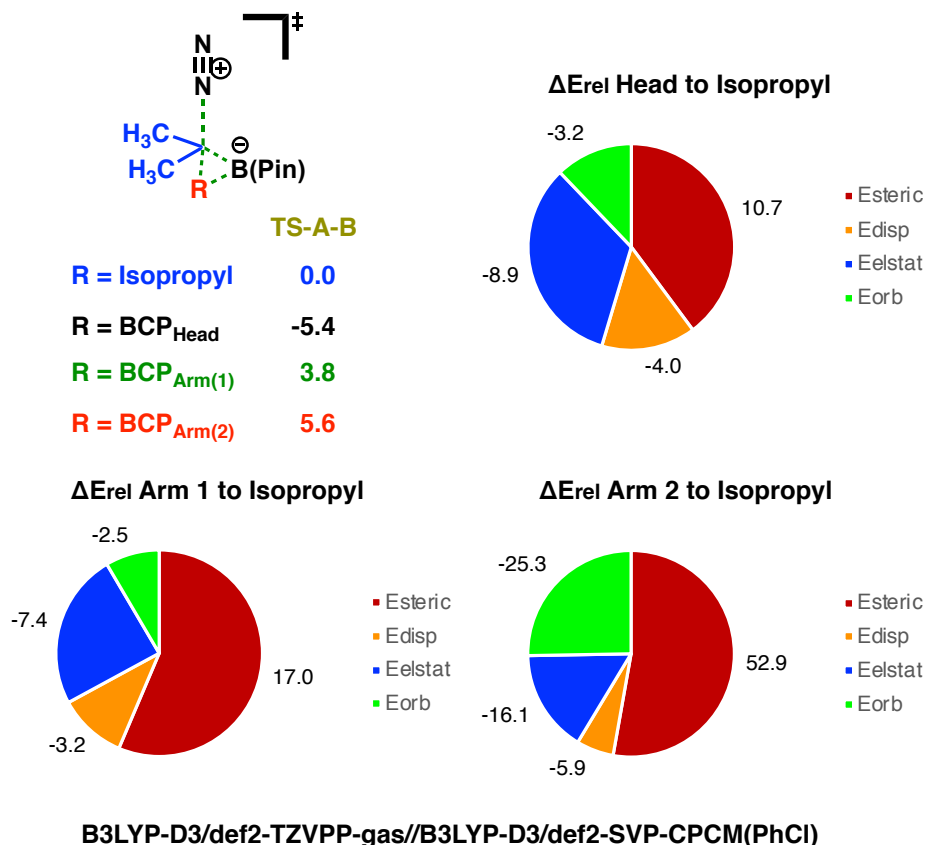 ‡
N
⊕
N
ΔErel Head to Isopropyl
-3.2
H₃C
⊖
H₃C
B(Pin)
R
10.7
Esteric
Edisp
Eelstat
Eorb
-8.9
-4.0
TS-A-B
R = Isopropyl 0.0
R = BCP_Head -5.4
R = BCP_Arm(1) 3.8
R = BCP_Arm(2) 5.6
ΔErel Arm 1 to Isopropyl
-2.5
-7.4
17.0
-3.2
Esteric
Edisp
Eelstat
Eorb
ΔErel Arm 2 to Isopropyl
-25.3
52.9
-16.1
-5.9
Esteric
Edisp
Eelstat
Eorb
B3LYP-D3/def2-TZVPP-gas//B3LYP-D3/def2-SVP-CPCM(PhCl)